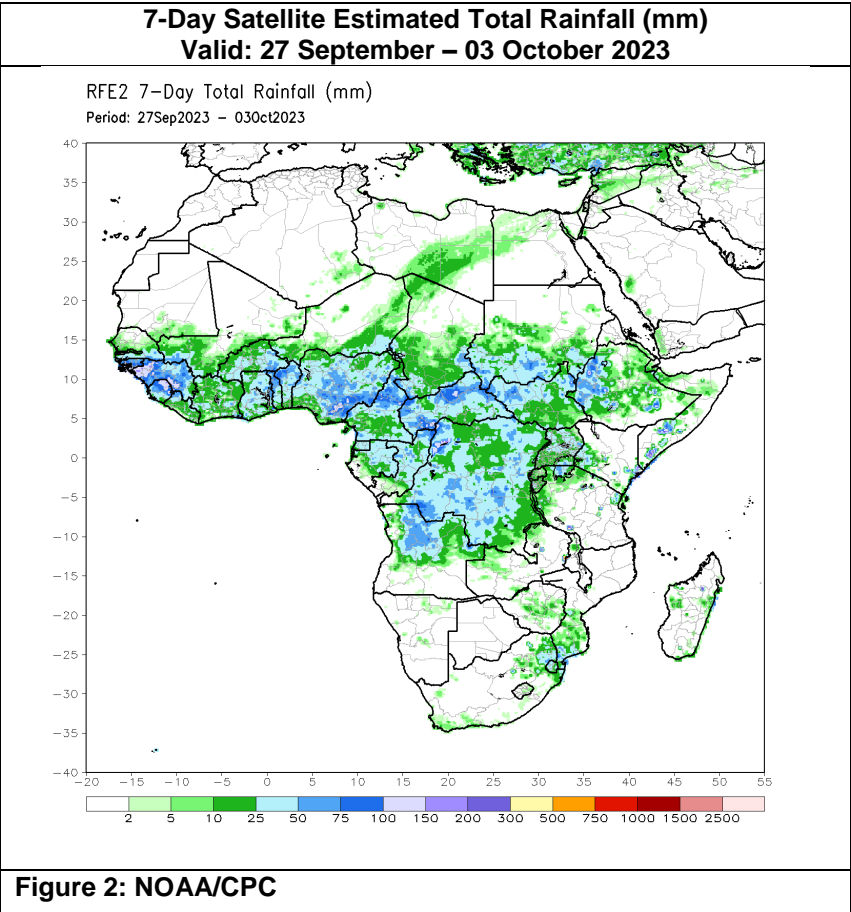 7-Day Satellite Estimated Total Rainfall (mm)
Valid: 27 September – 03 October 2023
RFE2 7–Day Total Rainfall (mm)
Period: 27Sep2023 – 03Oct2023
40
35
30
25
20
15
10
5
0
−5
−10
−15
−20
−25
−30
−35
−40
−20 −15 −10 −5 0 5 10 15 20 25 30 35 40 45 50 55
2 5 10 25 50 75 100 150 200 300 500 750 1000 1500 2500
Figure 2: NOAA/CPC